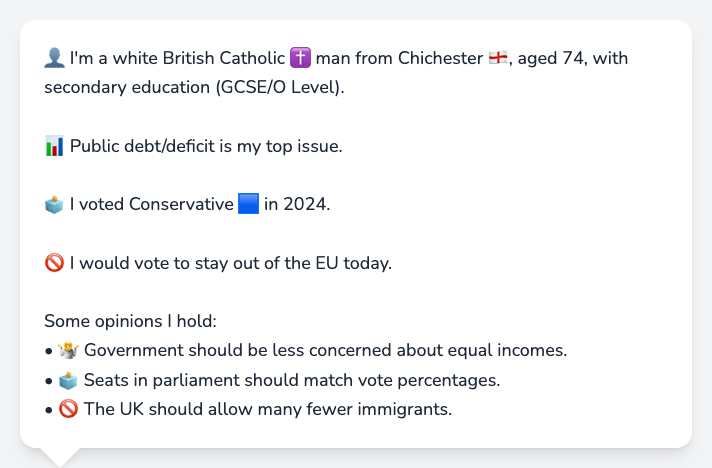 👤 I'm a white British Catholic ✝️ man from Chichester 🏴󠁧󠁢󠁥󠁮󠁧󠁿, aged 74, with
secondary education (GCSE/O Level).
📊 Public debt/deficit is my top issue.
🗳️ I voted Conservative 🟦 in 2024.
🚫 I would vote to stay out of the EU today.
Some opinions I hold:
• 🤷 Government should be less concerned about equal incomes.
• 🗳️ Seats in parliament should match vote percentages.
• 🚫 The UK should allow many fewer immigrants.